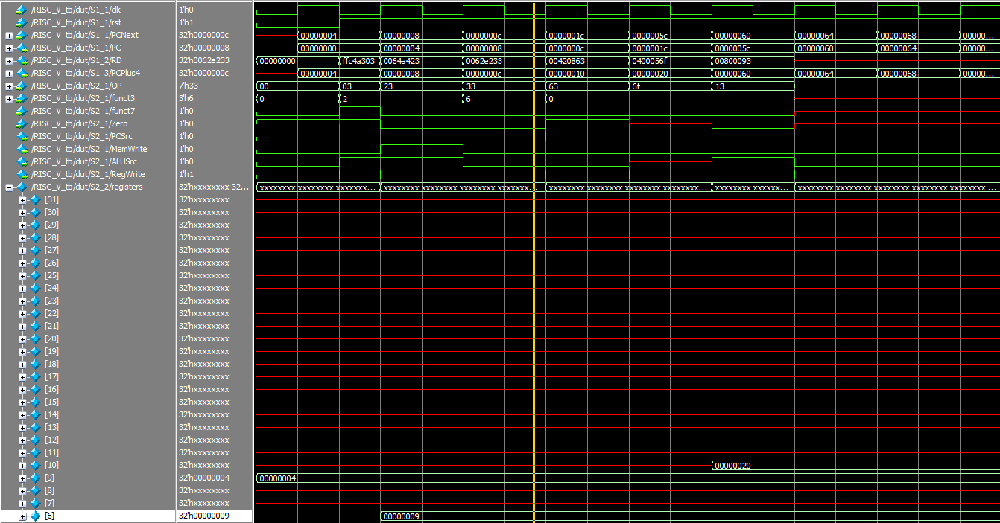 /RISC_V_tb/dut/S1_1/clk 1'h0
/RISC_V_tb/dut/S1_1/rst 1'h1
/RISC_V_tb/dut/S1_1/PCNext 32'h0000000c 00000004 00000008 0000000c 0000001c 0000005c 00000060 00000064 00000068 00000...
/RISC_V_tb/dut/S1_1/PC 32'h00000008 00000000 00000004 00000008 0000000c 0000001c 0000005c 00000060 00000064 00000...
/RISC_V_tb/dut/S1_2/RD 32'h0062e233 00000000 ffc4a303 0064a423 0062e233 00420863 0400056f 00800093
/RISC_V_tb/dut/S1_3/PCPlus4 32'h0000000c 00000004 00000008 0000000c 00000010 00000020 00000060 00000064 00000068 00000...
/RISC_V_tb/dut/S2_1/OP 7'h33 00 03 23 33 63 6f 13
/RISC_V_tb/dut/S2_1/funct3 3'h6 0 2 6 0
/RISC_V_tb/dut/S2_1/funct7 1'h0
/RISC_V_tb/dut/S2_1/Zero 1'h0
/RISC_V_tb/dut/S2_1/PCSrc 1'h0
/RISC_V_tb/dut/S2_1/MemWrite 1'h0
/RISC_V_tb/dut/S2_1/ALUSrc 1'h0
/RISC_V_tb/dut/S2_1/RegWrite 1'h1
/RISC_V_tb/dut/S2_2/registers 32'hxxxxxxxx 32... xxxxxxxx xxxxxxxx xxxxxxx... xxxxxxxx xxxxxxxx xxxxxxxx xxxxxxx... xxxxxxxx xxxxxxxx xxxxxxxx xxxxxxx... xxxxxxxx xxxxxxx... xxxxxxxx xxxxxxxx xxxxxxxx xxxxxxxx xxxxxxxx ...
[31] 32'hxxxxxxxx
[30] 32'hxxxxxxxx
[29] 32'hxxxxxxxx
[28] 32'hxxxxxxxx
[27] 32'hxxxxxxxx
[26] 32'hxxxxxxxx
[25] 32'hxxxxxxxx
[24] 32'hxxxxxxxx
[23] 32'hxxxxxxxx
[22] 32'hxxxxxxxx
[21] 32'hxxxxxxxx
[20] 32'hxxxxxxxx
[19] 32'hxxxxxxxx
[18] 32'hxxxxxxxx
[17] 32'hxxxxxxxx
[16] 32'hxxxxxxxx
[15] 32'hxxxxxxxx
[14] 32'hxxxxxxxx
[13] 32'hxxxxxxxx
[12] 32'hxxxxxxxx
[11] 32'hxxxxxxxx
[10] 32'hxxxxxxxx 00000020
[9] 32'h00000004 00000004
[8] 32'hxxxxxxxx
[7] 32'hxxxxxxxx
[6] 32'h00000009 00000009